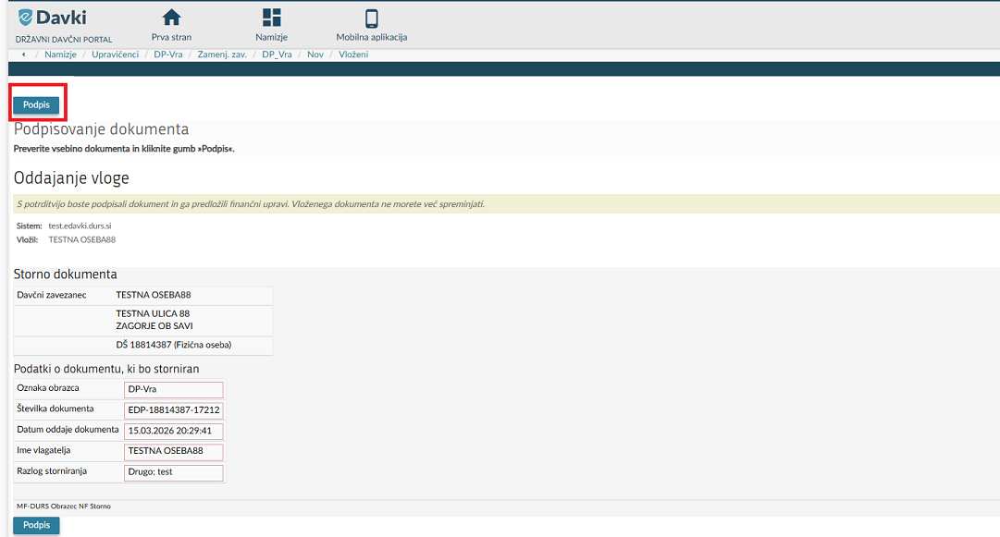 eDavki
DRŽAVNI DAVČNI PORTAL
Prva stran
Namizje
Mobilna aplikacija
/ Namizje / Upravičenci / DP-Vra / Zamenj. zav. / DP_Vra / Nov / Vloženi
Podpis
Podpisovanje dokumenta
Preverite vsebino dokumenta in kliknite gumb »Podpis«.
Oddajanje vloge
S potrditvijo boste podpisali dokument in ga predložili finančni upravi. Vloženega dokumenta ne morete več spreminjati.
Sistem: test.edavki.durs.si
Vložil: TESTNA OSEBA88
Storno dokumenta
Davčni zavezanec TESTNA OSEBA88
TESTNA ULICA 88
ZAGORJE OB SAVI
DŠ 18814387 (Fizična oseba)
Podatki o dokumentu, ki bo storniran
Oznaka obrazca DP-Vra
Številka dokumenta EDP-18814387-17212
Datum oddaje dokumenta 15.03.2026 20:29:41
Ime vlagatelja TESTNA OSEBA88
Razlog storniranja Drugo; test
MF-DURS Obrazec NF Storno
Podpis